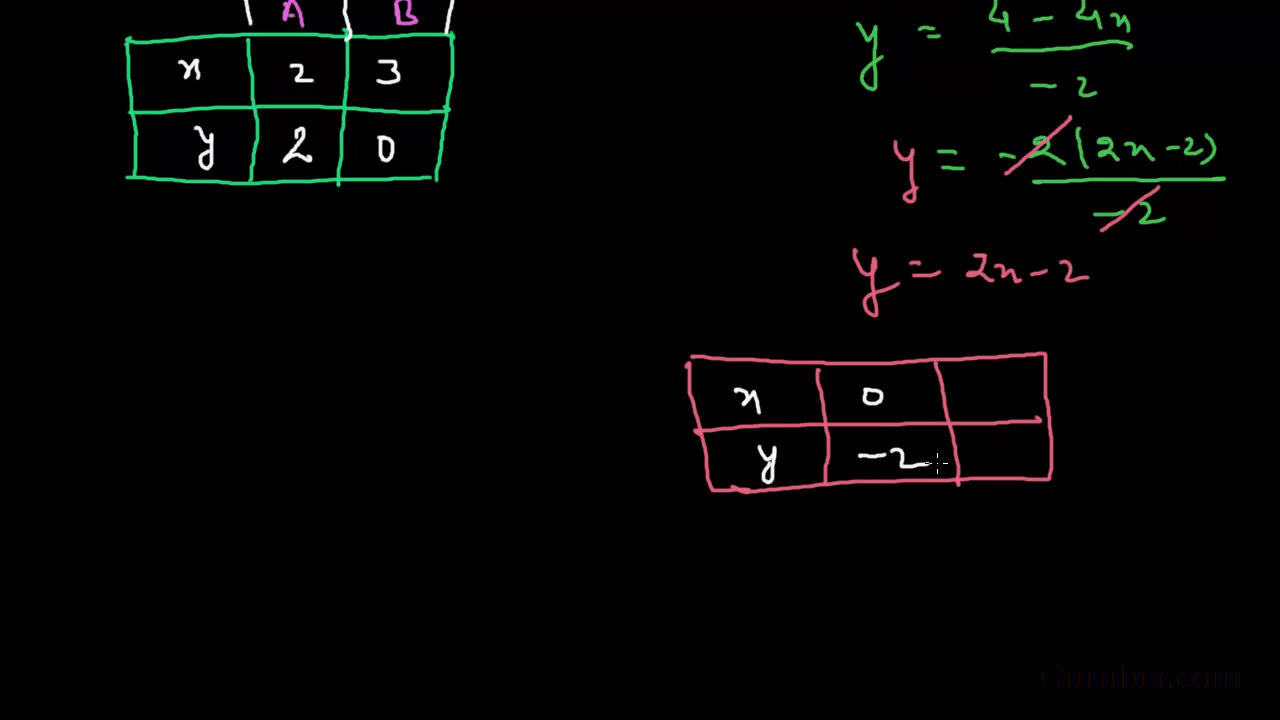 A B
x 2 3
y 2 0
y = 4 - 4x
- 2
y = -2(2x-2)
-2
y = 2x - 2
x 0
y -2